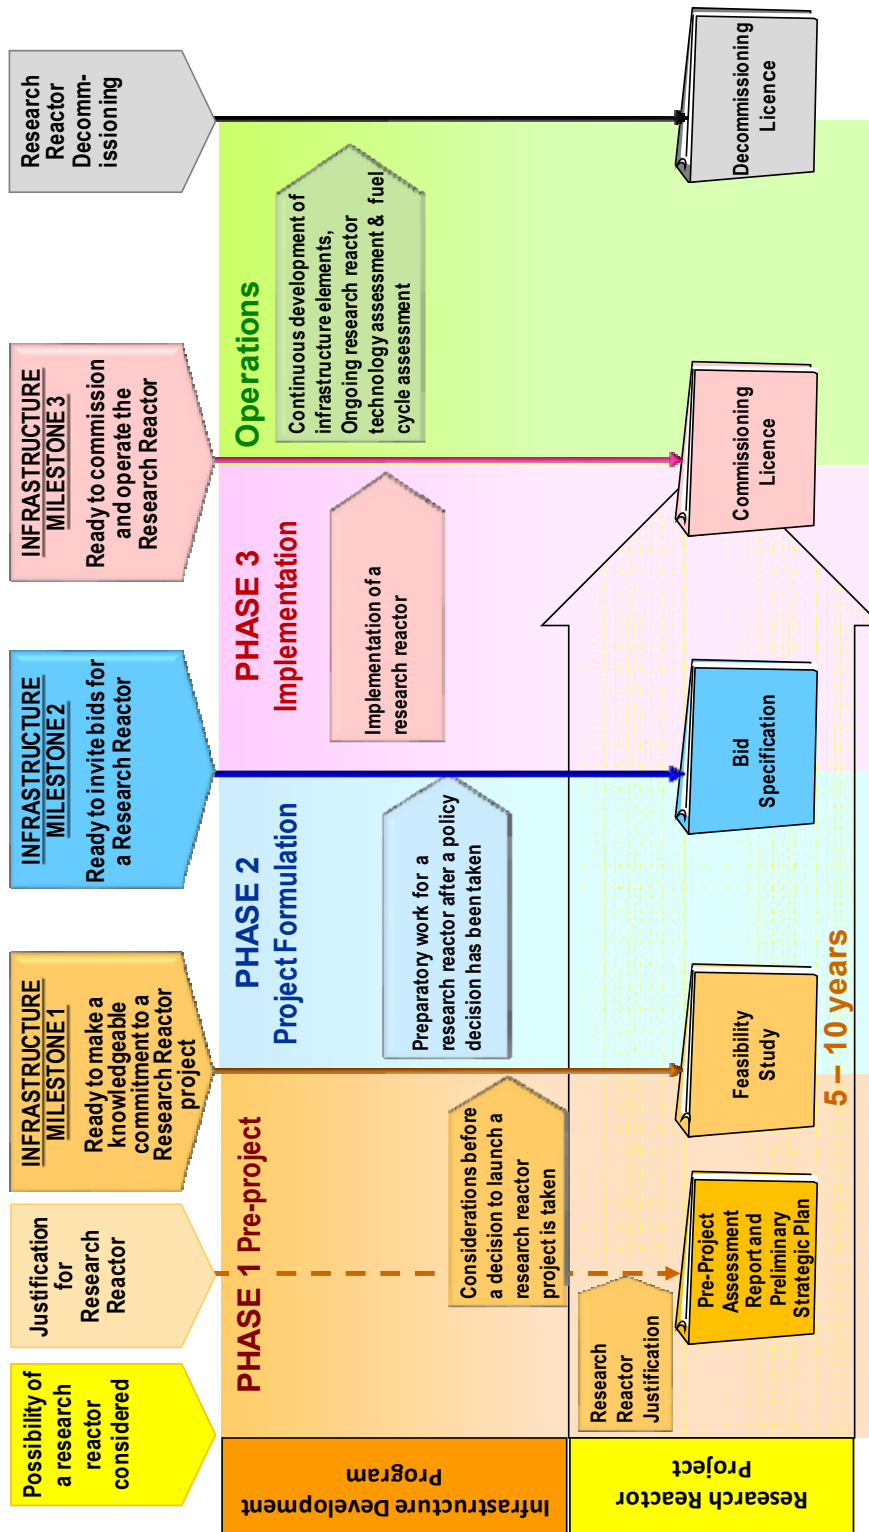 Possibility of
a research
reactor
considered
Justification
for
Research
Reactor
INFRASTRUCTURE
MILESTONE 1
Ready to make a
knowledgeable
commitment to a
Research Reactor
project
INFRASTRUCTURE
MILESTONE 2
Ready to invite bids for
a Research Reactor
INFRASTRUCTURE
MILESTONE 3
Ready to commission
and operate the
Research Reactor
Research
Reactor
Decomm-
issioning
Infrastructure Development
Program
PHASE 1 Pre-project
PHASE 2
Project Formulation
PHASE 3
Implementation
Operations
Considerations before
a decision to launch a
research reactor
project is taken
Preparatory work for a
research reactor after a policy
decision has been taken
Implementation of a
research reactor
Continuous development of
infrastructure elements,
Ongoing research reactor
technology assessment & fuel
cycle assessment
Research Reactor
Project
Research
Reactor
Justification
Pre-Project
Assessment
Report and
Preliminary
Strategic Plan
Feasibility
Study
Bid
Specification
Commissioning
Licence
Decommissioning
Licence
5 – 10 years